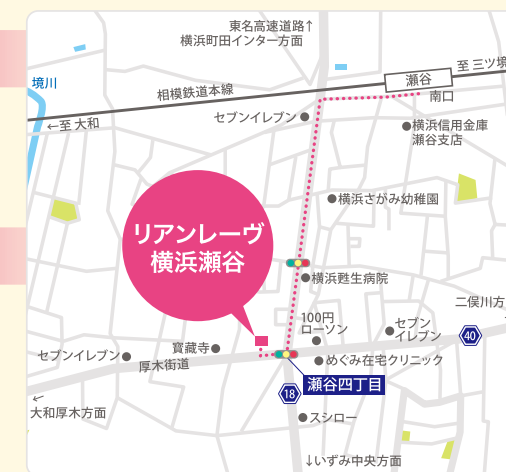 東名高速道路↑
横浜町田インター方面
境川
相模鉄道本線
瀬谷
至 三ツ境
南口
←至 大和
セブンイレブン
横浜信用金庫
瀬谷支店
横浜さがみ幼稚園
リアンレーヴ
横浜瀬谷
横浜甦生病院
二俣川方
100円
ローソン
セブン
イレブン
40
セブンイレブン
寶蔵寺
厚木街道
めぐみ在宅クリニック
瀬谷四丁目
18
←
大和厚木方面
スシロー
↓いずみ中央方面